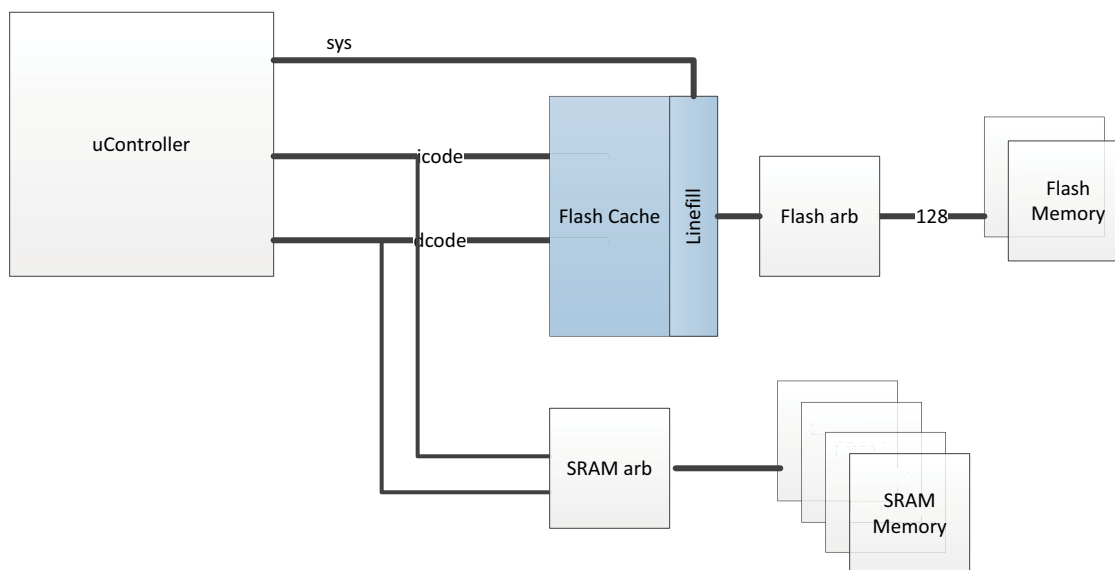 sys
uController
icode
dcode
Flash Cache
Linefill
Flash arb
128
Flash
Memory
SRAM arb
SRAM
Memory